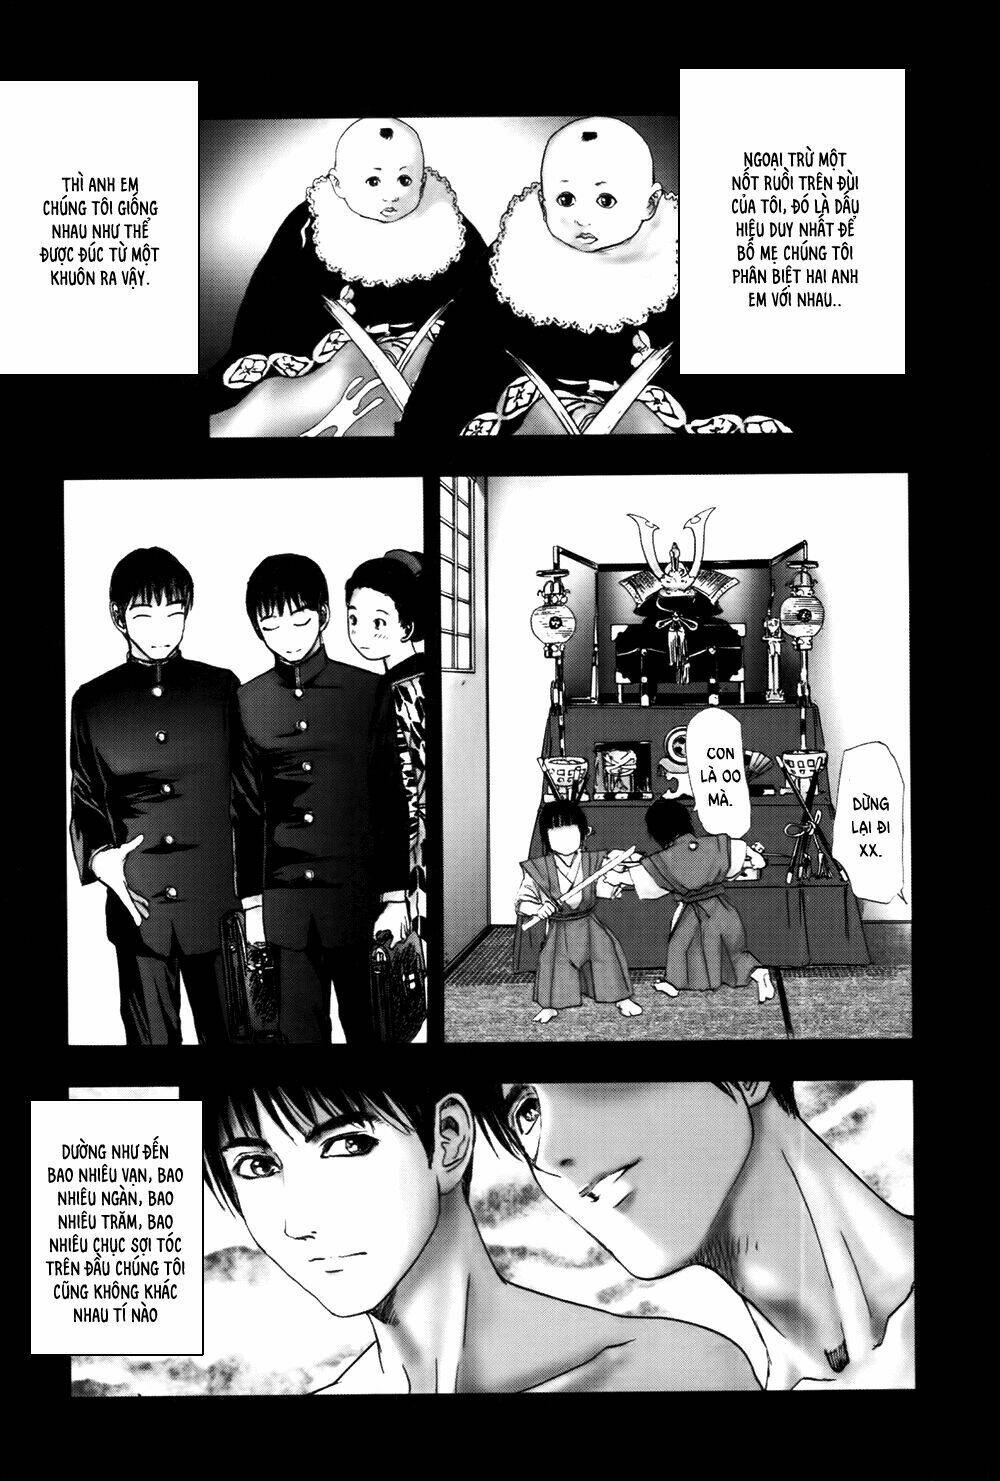 NGOẠI TRỪ MỘT
NỐT RUỒI TRÊN ĐÙI
CỦA TÔI, ĐÓ LÀ DẤU
HIỆU DUY NHẤT ĐỂ
BỐ MẸ CHÚNG TÔI
PHÂN BIỆT HAI ANH
EM VỚI NHAU..
THÌ ANH EM
CHÚNG TÔI GIỐNG
NHAU NHƯ THỂ
ĐƯỢC ĐÚC TỪ MỘT
KHUÔN RA VẬY.
DỪNG
LẠI ĐI
XX.
CON
LÀ OO
MÀ.
DƯỜNG NHƯ ĐẾN
BAO NHIÊU VẠN, BAO
NHIÊU NGÀN, BAO
NHIÊU TRĂM, BAO
NHIÊU CHỤC SỢI TÓC
TRÊN ĐẦU CHÚNG TÔI
CŨNG KHÔNG KHÁC
NHAU TÍ NÀO